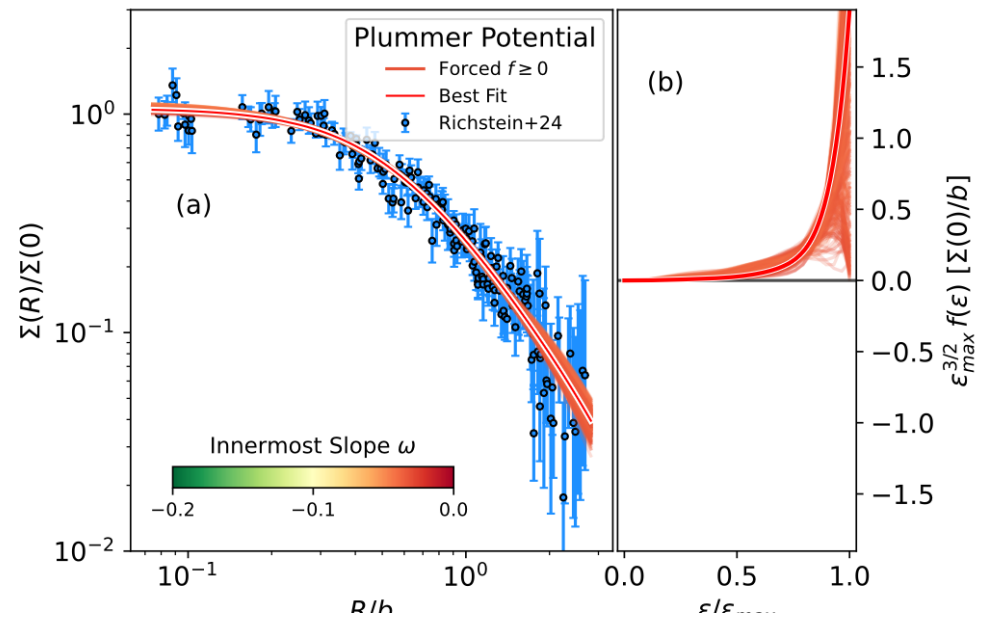 Plummer Potential
Forced f ≥ 0
Best Fit
Richstein+24
(a)
(b)
Σ(R)/Σ(0)
10⁰
10⁻¹
10⁻²
Innermost Slope ω
−0.2 −0.1 0.0
10⁻¹ 10⁰
R/b
1.5
1.0
0.5
0.0
−0.5
−1.0
−1.5
ε_max^{3/2} f(ε) [Σ(0)/b]
0.0 0.5 1.0
ε/ε_max